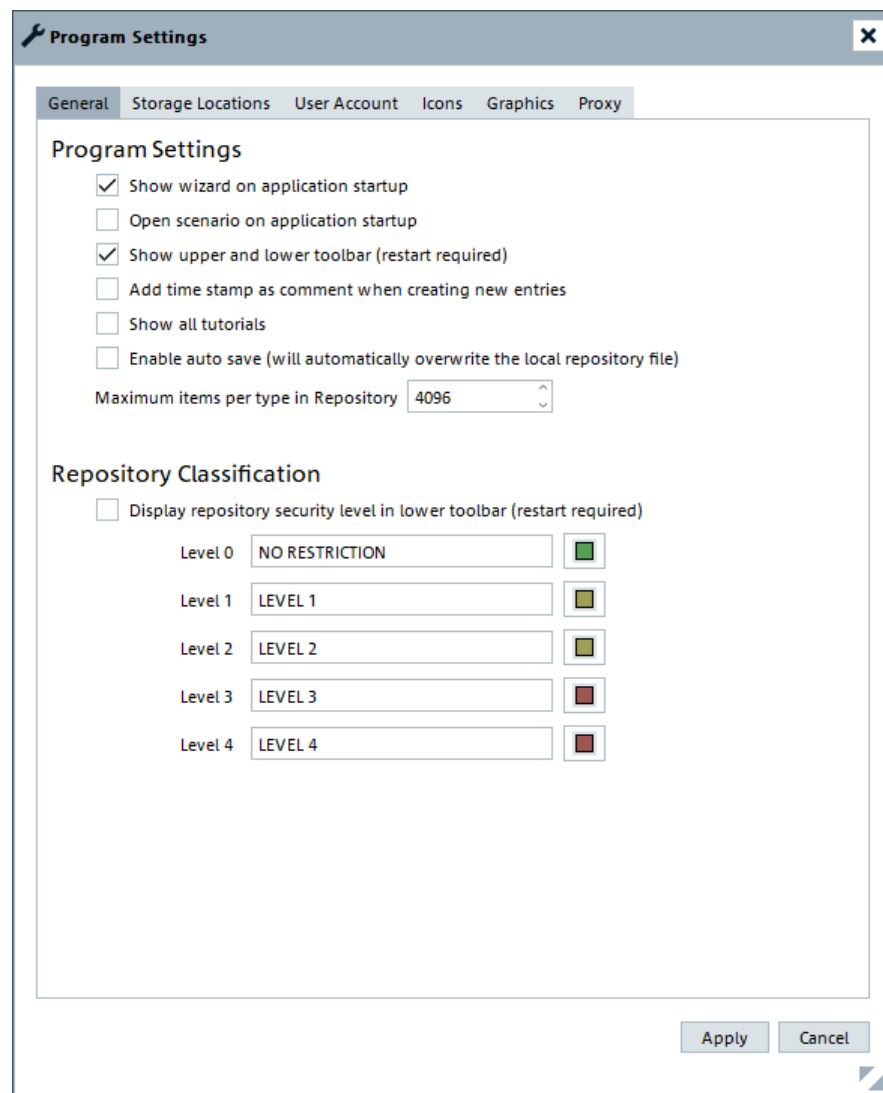 Program Settings
General Storage Locations User Account Icons Graphics Proxy
Program Settings
Show wizard on application startup
Open scenario on application startup
Show upper and lower toolbar (restart required)
Add time stamp as comment when creating new entries
Show all tutorials
Enable auto save (will automatically overwrite the local repository file)
Maximum items per type in Repository 4096
Repository Classification
Display repository security level in lower toolbar (restart required)
Level 0 NO RESTRICTION
Level 1 LEVEL 1
Level 2 LEVEL 2
Level 3 LEVEL 3
Level 4 LEVEL 4
Apply Cancel